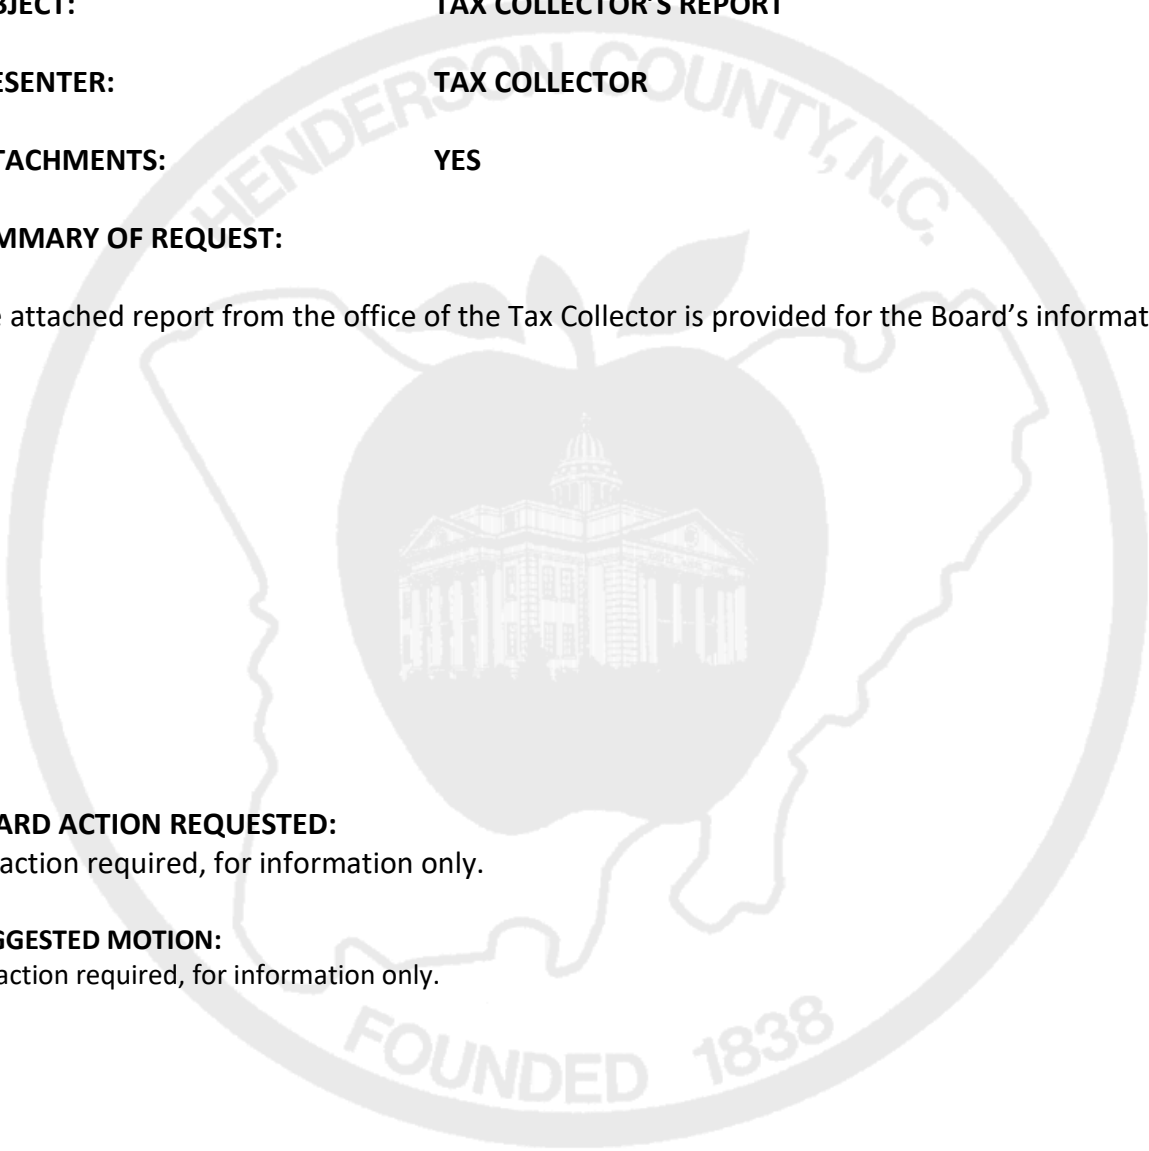 BJECT: TAX COLLECTOR’S REPORT
ESENTER: TAX COLLECTOR
TACHMENTS: YES
MMARY OF REQUEST:
e attached report from the office of the Tax Collector is provided for the Board’s informat
ARD ACTION REQUESTED:
action required, for information only.
GGESTED MOTION:
action required, for information only.
HENDERSON COUNTY, N.C.
FOUNDED 1838